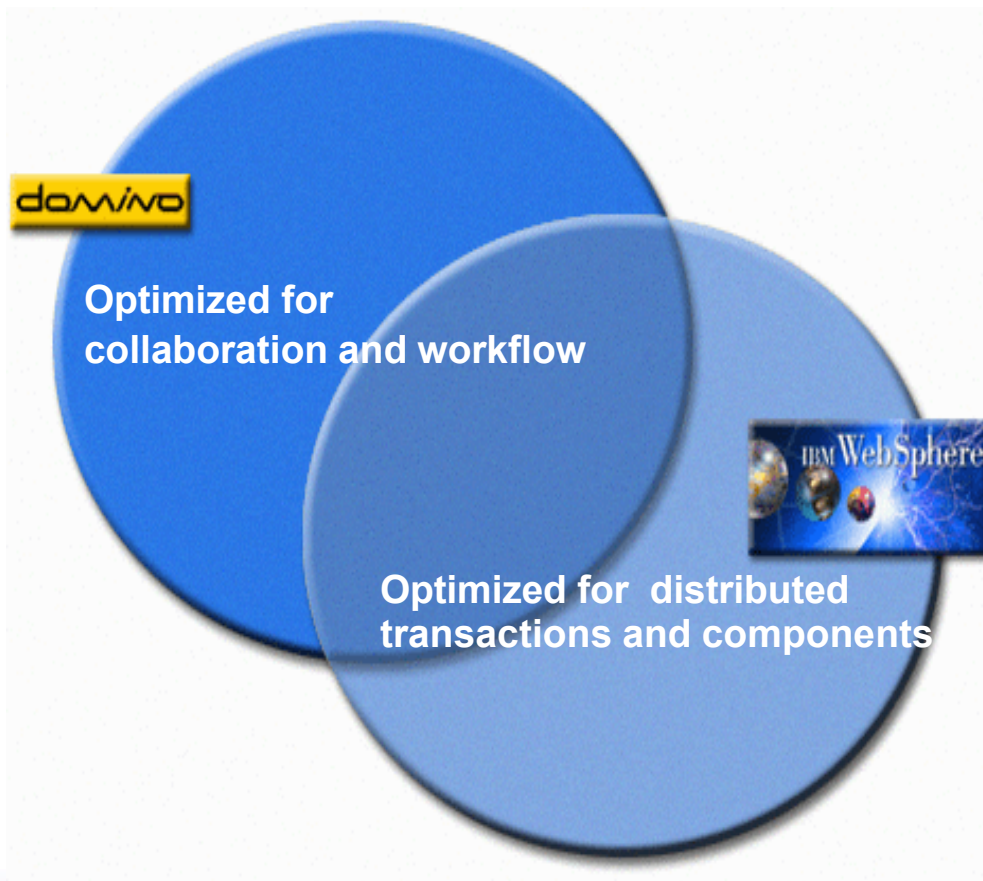 domino
Optimized for
collaboration and workflow
IBM WebSphere
Optimized for  distributed
transactions and components